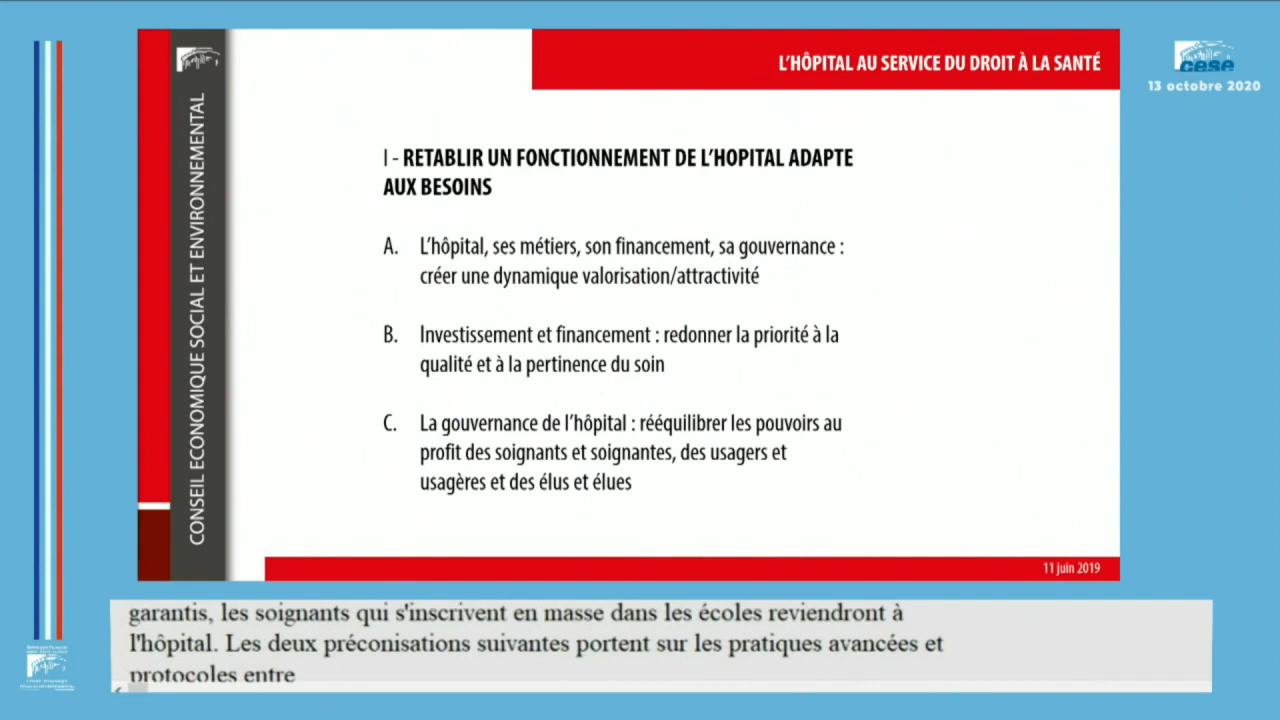 L'HÔPITAL AU SERVICE DU DROIT À LA SANTÉ
cese
13 octobre 2020
CONSEIL ECONOMIQUE SOCIAL ET ENVIRONNEMENTAL
I - RETABLIR UN FONCTIONNEMENT DE L'HOPITAL ADAPTE
AUX BESOINS
A. L'hôpital, ses métiers, son financement, sa gouvernance :
créer une dynamique valorisation/attractivité
B. Investissement et financement : redonner la priorité à la
qualité et à la pertinence du soin
C. La gouvernance de l'hôpital : rééquilibrer les pouvoirs au
profit des soignants et soignantes, des usagers et
usagères et des élus et élues
11 juin 2019
garantis, les soignants qui s'inscrivent en masse dans les écoles reviendront à
l'hôpital. Les deux préconisations suivantes portent sur les pratiques avancées et
protocoles entre